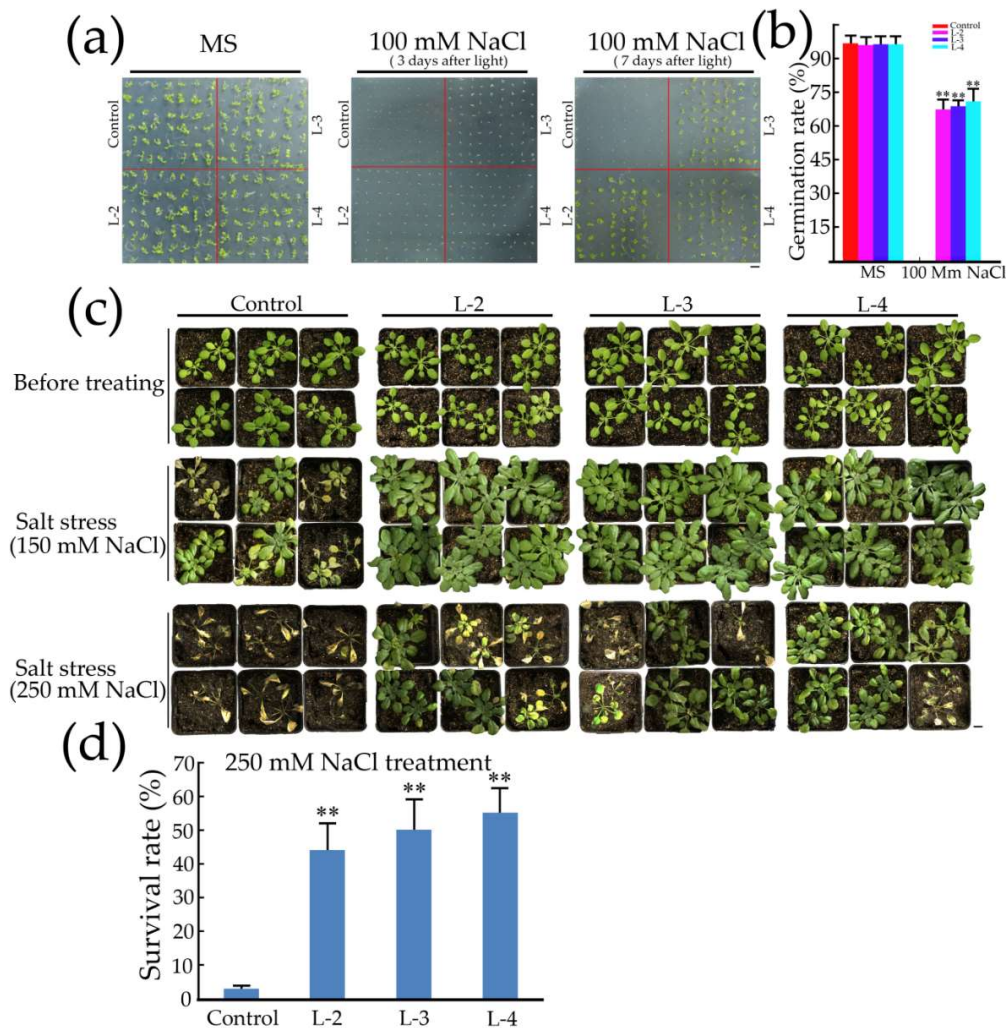 (a)
MS
100 mM NaCl
( 3 days after light)
100 mM NaCl
( 7 days after light)
Control
L-2
L-3
L-4
Control
L-2
L-3
L-4
Control
L-2
L-3
L-4
(b)
Control
L-2
L-3
L-4
Germination rate (%)
90
75
60
45
30
15
** ** **
MS
100 Mm NaCl
(c)
Control
L-2
L-3
L-4
Before treating
Salt stress
(150 mM NaCl)
Salt stress
(250 mM NaCl)
(d)
250 mM NaCl treatment
Survival rate (%)
70
60
50
40
30
20
10
0
**
**
**
Control
L-2
L-3
L-4